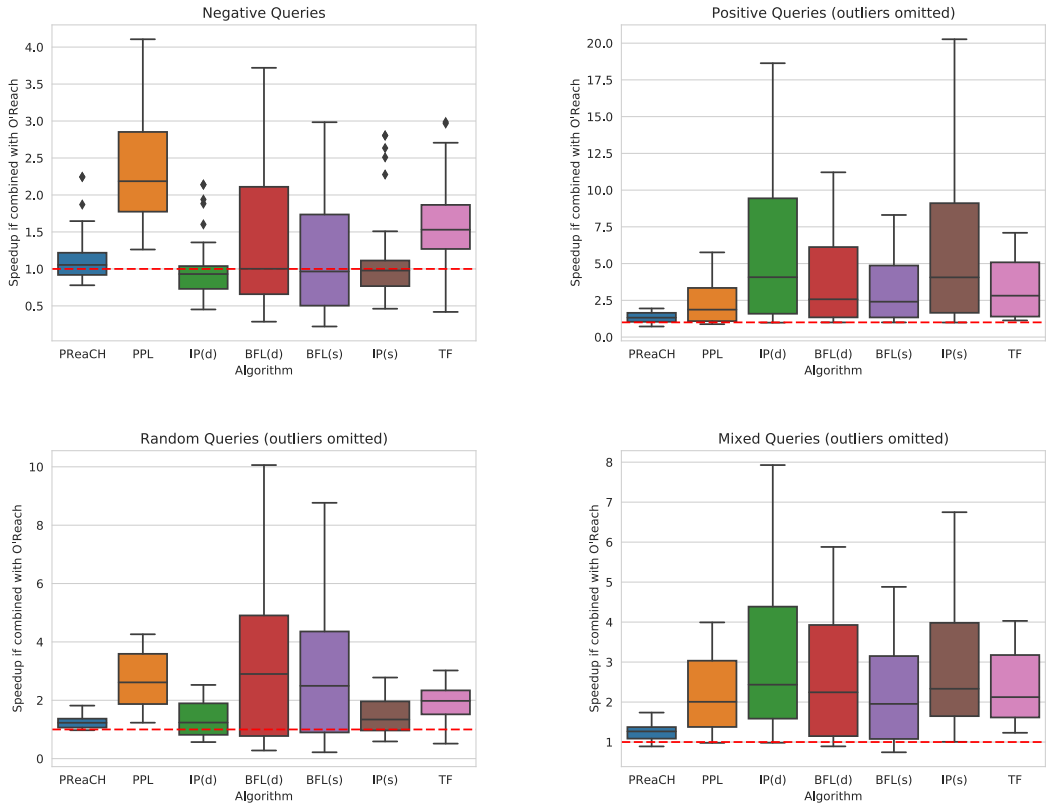 Negative Queries
Speedup if combined with O'Reach
4.0
3.5
3.0
2.5
2.0
1.5
1.0
0.5
PReaCH PPL IP(d) BFL(d) BFL(s) IP(s) TF
Algorithm
Positive Queries (outliers omitted)
Speedup if combined with O'Reach
20.0
17.5
15.0
12.5
10.0
7.5
5.0
2.5
0.0
PReaCH PPL IP(d) BFL(d) BFL(s) IP(s) TF
Algorithm
Random Queries (outliers omitted)
Speedup if combined with O'Reach
10
8
6
4
2
0
PReaCH PPL IP(d) BFL(d) BFL(s) IP(s) TF
Algorithm
Mixed Queries (outliers omitted)
Speedup if combined with O'Reach
8
7
6
5
4
3
2
1
PReaCH PPL IP(d) BFL(d) BFL(s) IP(s) TF
Algorithm